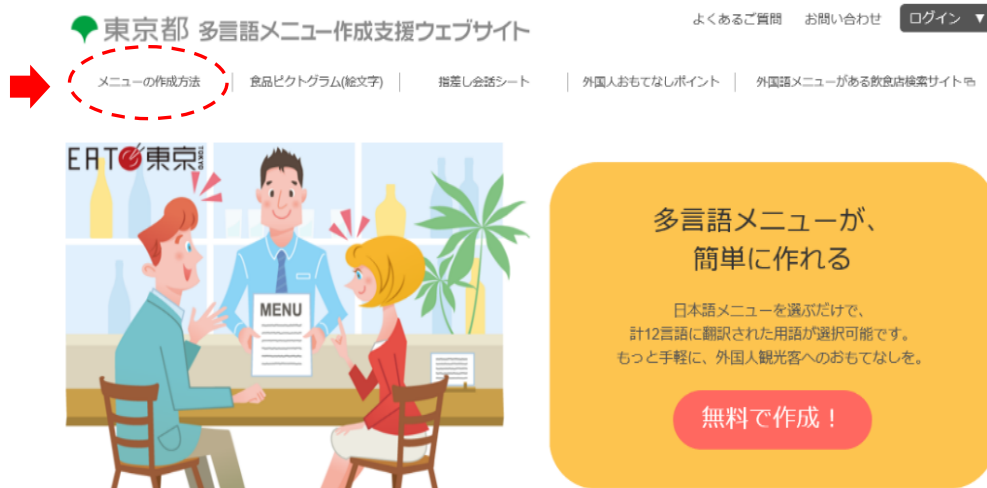 東京都 多言語メニュー作成支援ウェブサイト
よくあるご質問 お問い合わせ ログイン ▼
メニューの作成方法 食品ピクトグラム(絵文字) 指差し会話シート 外国人おもてなしポイント 外国語メニューがある飲食店検索サイト
EAT東京 TOKYO
MENU
多言語メニューが、
簡単に作れる
日本語メニューを選ぶだけで、
計12言語に翻訳された用語が選択可能です。
もっと手軽に、外国人観光客へのおもてなしを。
無料で作成！